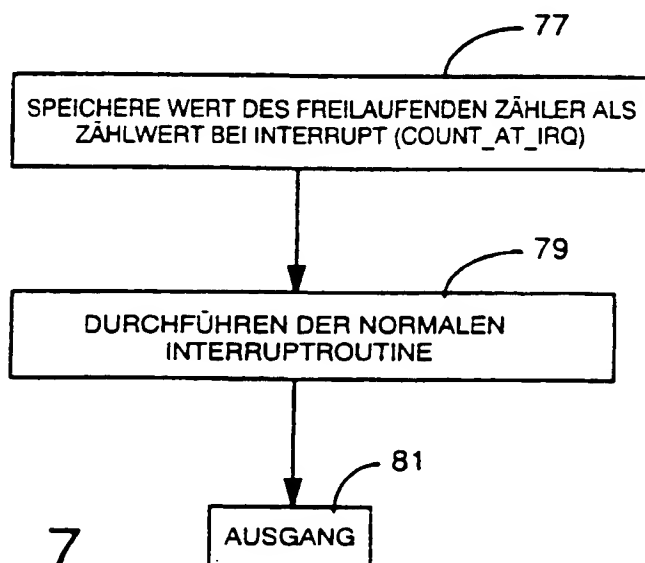 77
SPEICHERE WERT DES FREILAUFENDEN ZÄHLER ALS
ZÄHLWERT BEI INTERRUPT (COUNT_AT_IRQ)
79
DURCHFÜHREN DER NORMALEN
INTERRUPTROUTINE
81
AUSGANG
7